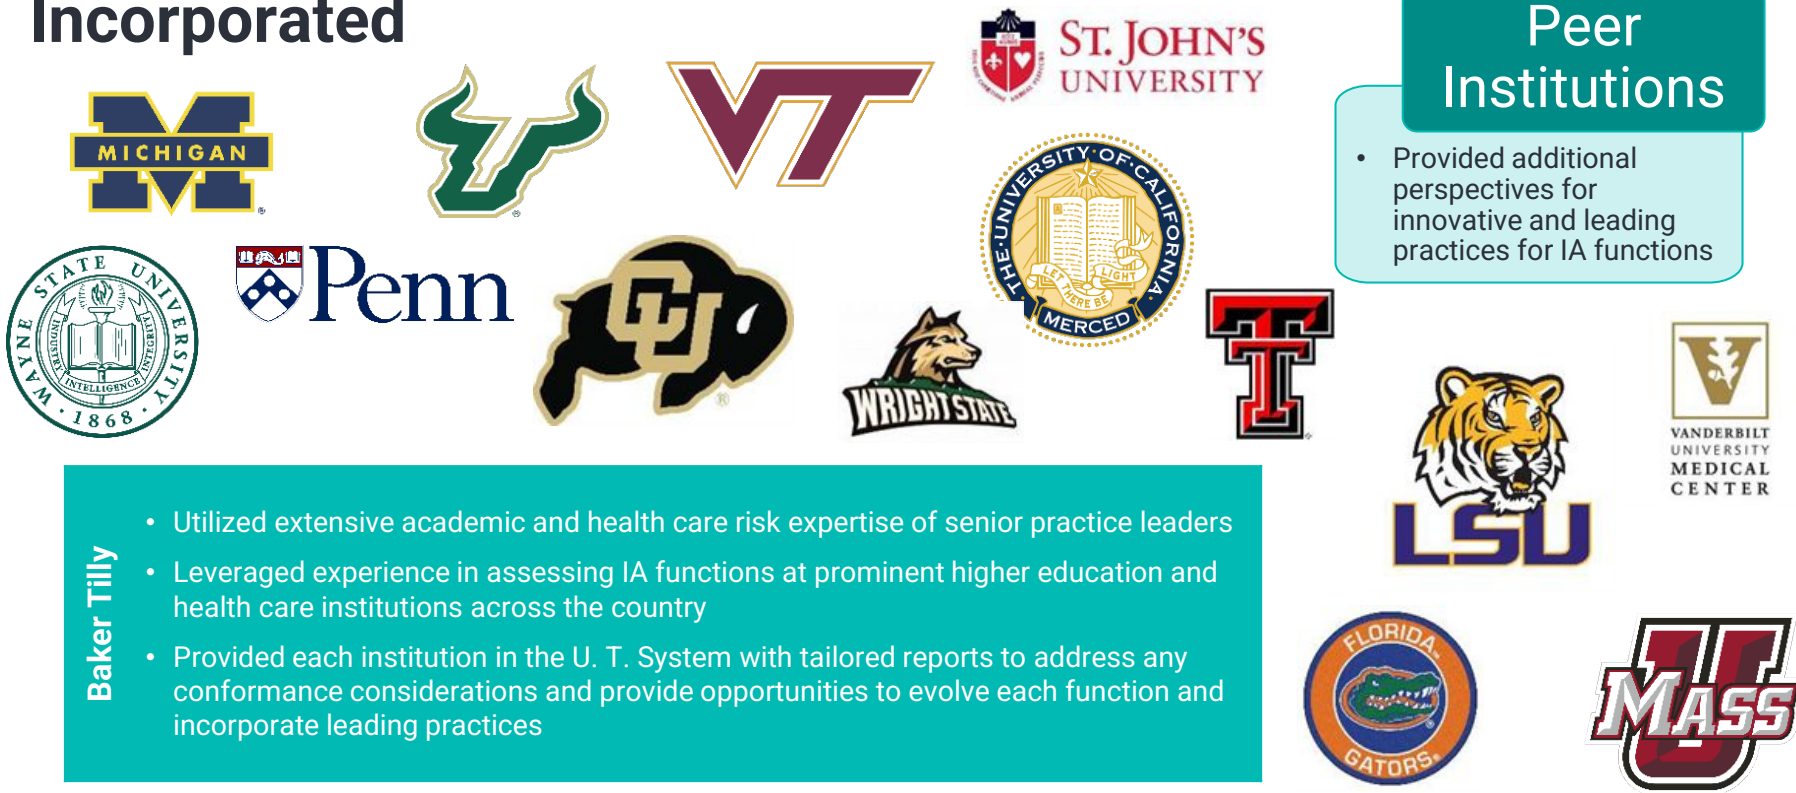 Incorporated
ST. JOHN'S
UNIVERSITY
Peer
Institutions
• Provided additional
perspectives for
innovative and leading
practices for IA functions
MICHIGAN
®
U
®
VT
THE·UNIVERSITY·OF·CALIFORNIA·
LET THERE BE LIGHT
MERCED
WAYNE STATE UNIVERSITY
INDUSTRY
INTELLIGENCE
INTEGRITY
· 1868 ·
Penn
CU
®
WRIGHT STATE
TT
V
VANDERBILT
UNIVERSITY
MEDICAL
CENTER
LSU
Baker Tilly
• Utilized extensive academic and health care risk expertise of senior practice leaders
• Leveraged experience in assessing IA functions at prominent higher education and
health care institutions across the country
• Provided each institution in the U. T. System with tailored reports to address any
conformance considerations and provide opportunities to evolve each function and
incorporate leading practices
FLORIDA
GATORS
®
U
MASS